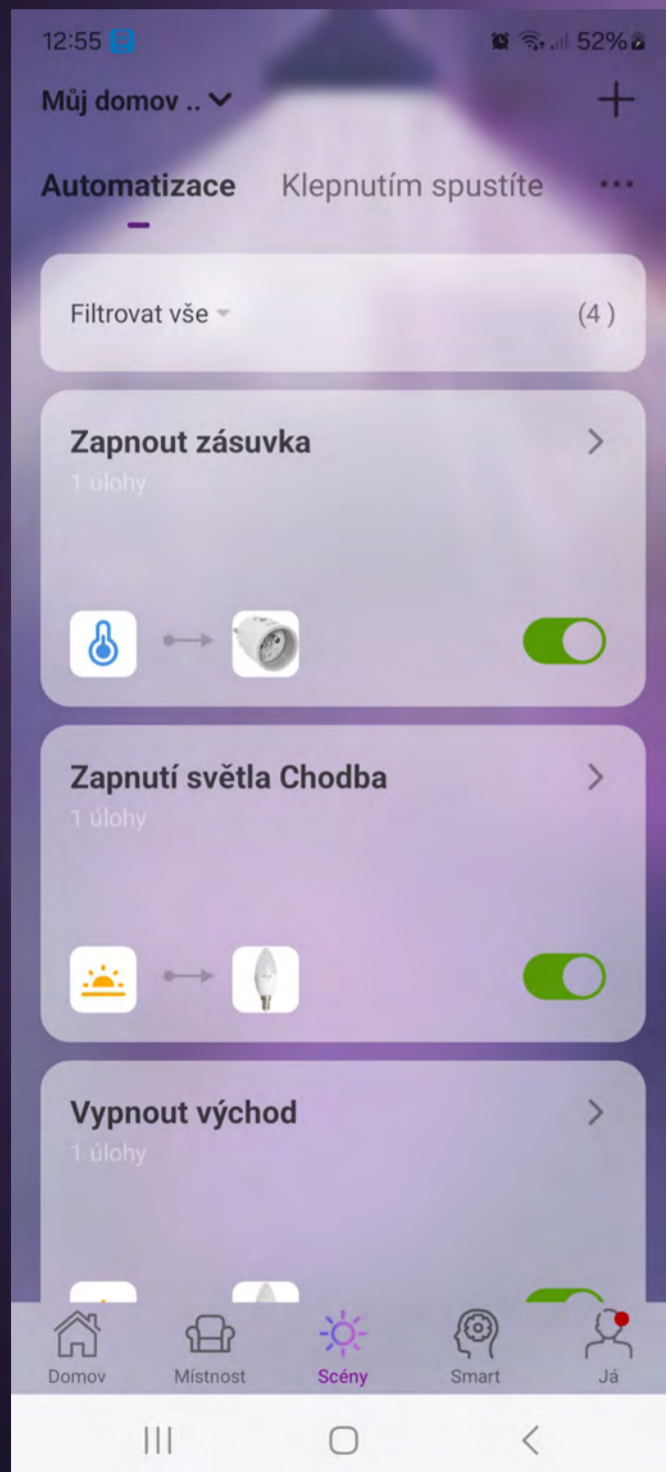 12:55
52%
Můj domov ..
Automatizace Klepnutím spustíte
Filtrovat vše (4 )
Zapnout zásuvka
1 úlohy
Zapnutí světla Chodba
1 úlohy
Vypnout východ
1 úlohy
Domov Místnost Scény Smart Já